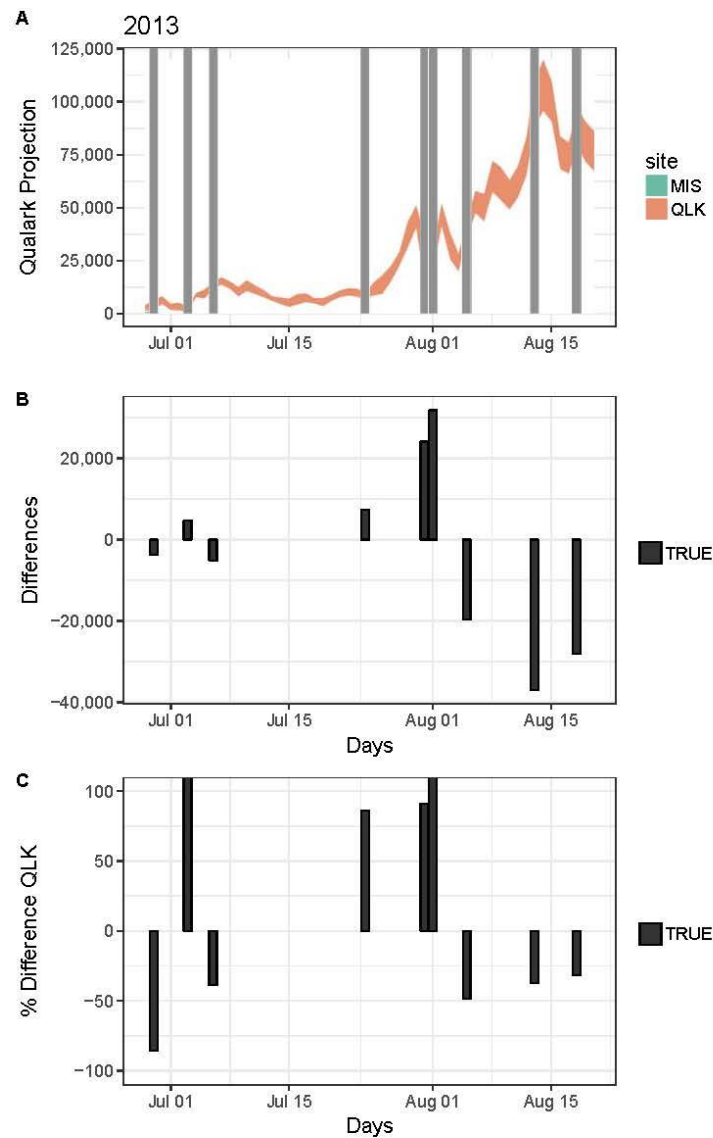 A
2013
125,000
100,000
75,000
50,000
25,000
0
Qualark Projection
Jul 01 Jul 15 Aug 01 Aug 15
site
MIS
QLK
B
20,000
0
−20,000
−40,000
Differences
Jul 01 Jul 15 Aug 01 Aug 15
Days
TRUE
C
100
50
0
−50
−100
% Difference QLK
Jul 01 Jul 15 Aug 01 Aug 15
Days
TRUE